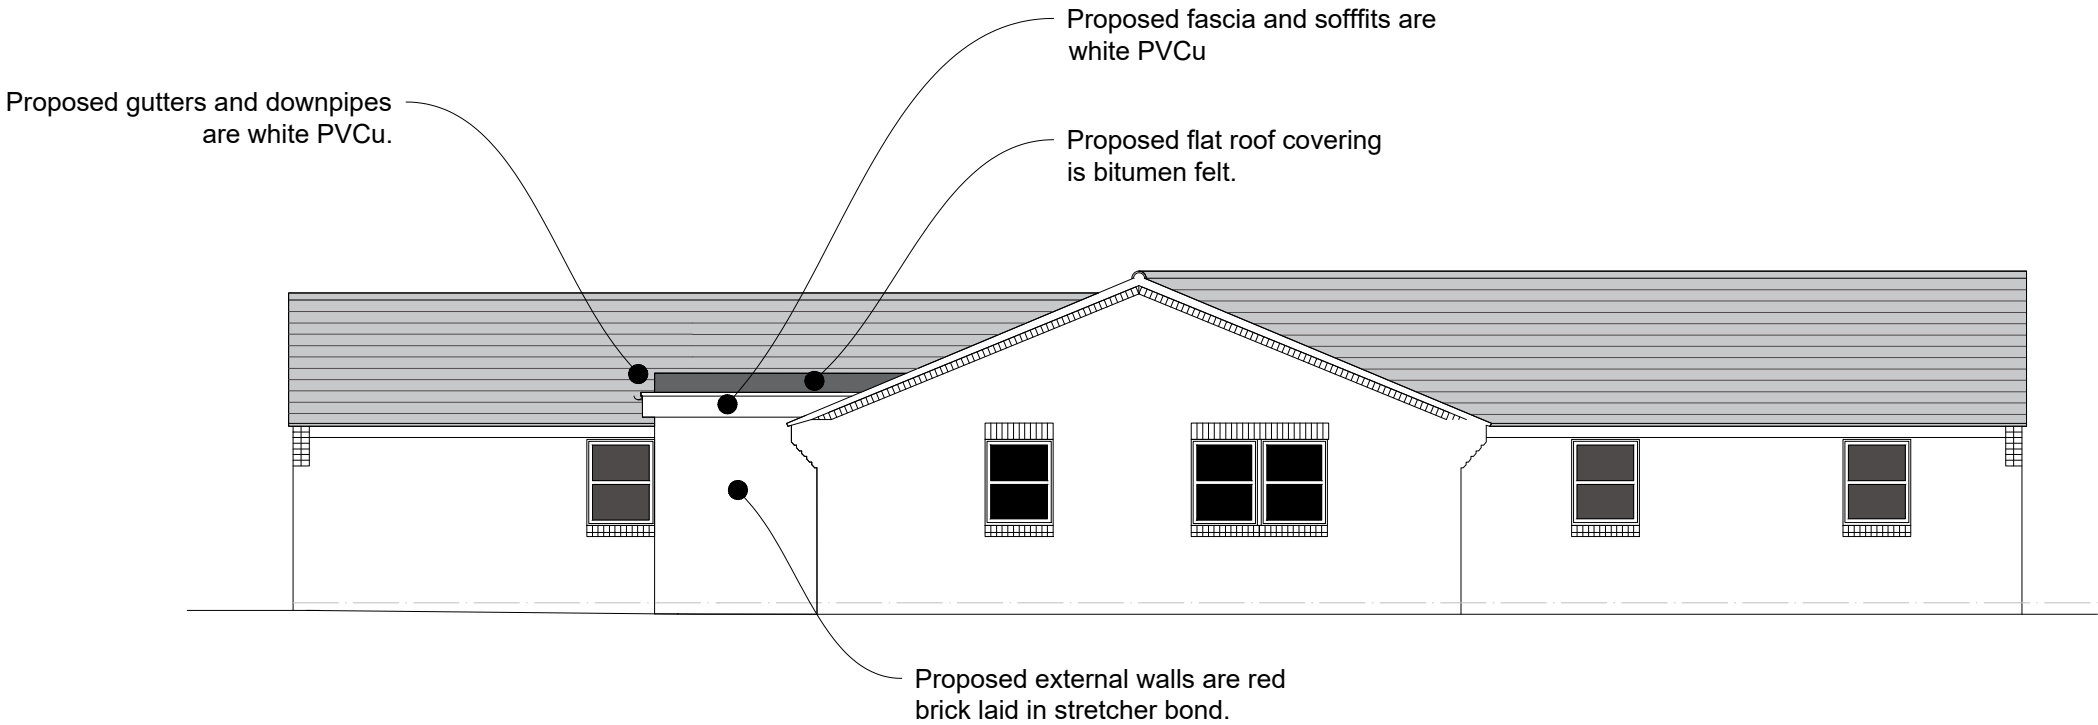 Proposed fascia and sofffits are
white PVCu
Proposed gutters and downpipes
are white PVCu.
Proposed flat roof covering
is bitumen felt.
Proposed external walls are red
brick laid in stretcher bond.